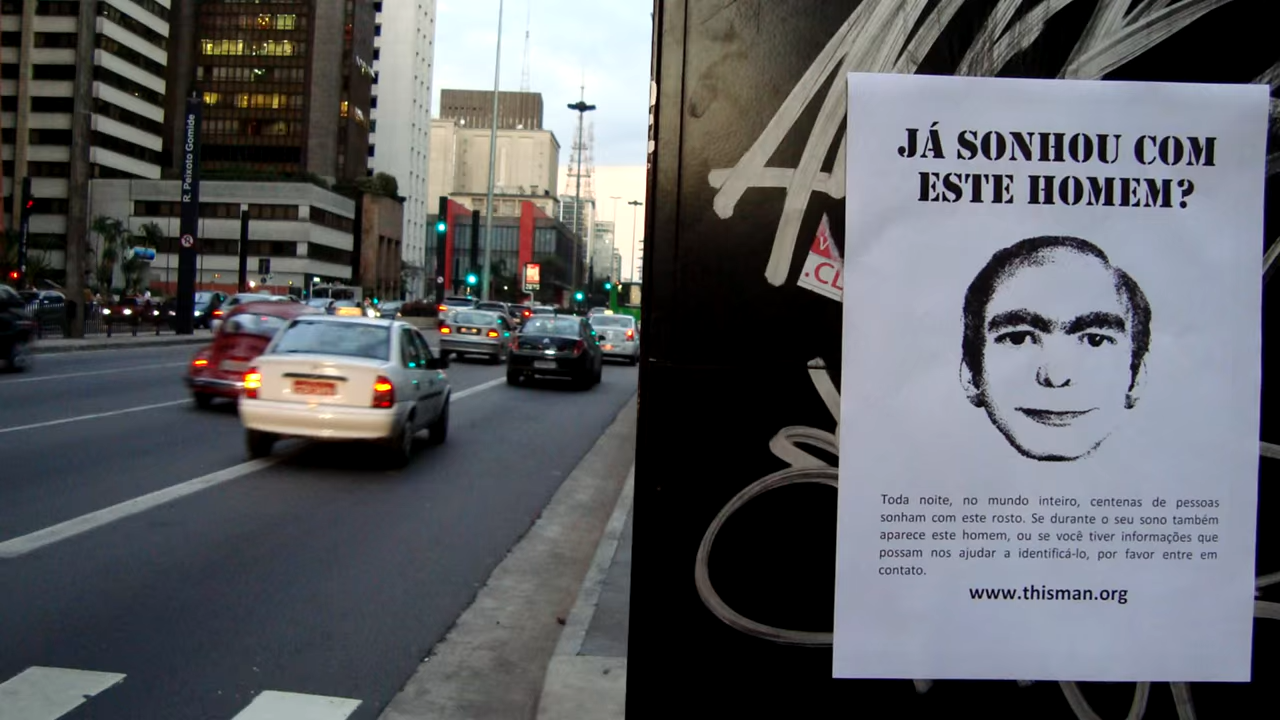 R. Peixoto Gomide
JÁ SONHOU COM
ESTE HOMEM?
Toda noite, no mundo inteiro, centenas de pessoas
sonham com este rosto. Se durante o seu sono também
aparece este homem, ou se você tiver informações que
possam nos ajudar a identificá-lo, por favor entre em
contato.
www.thisman.org